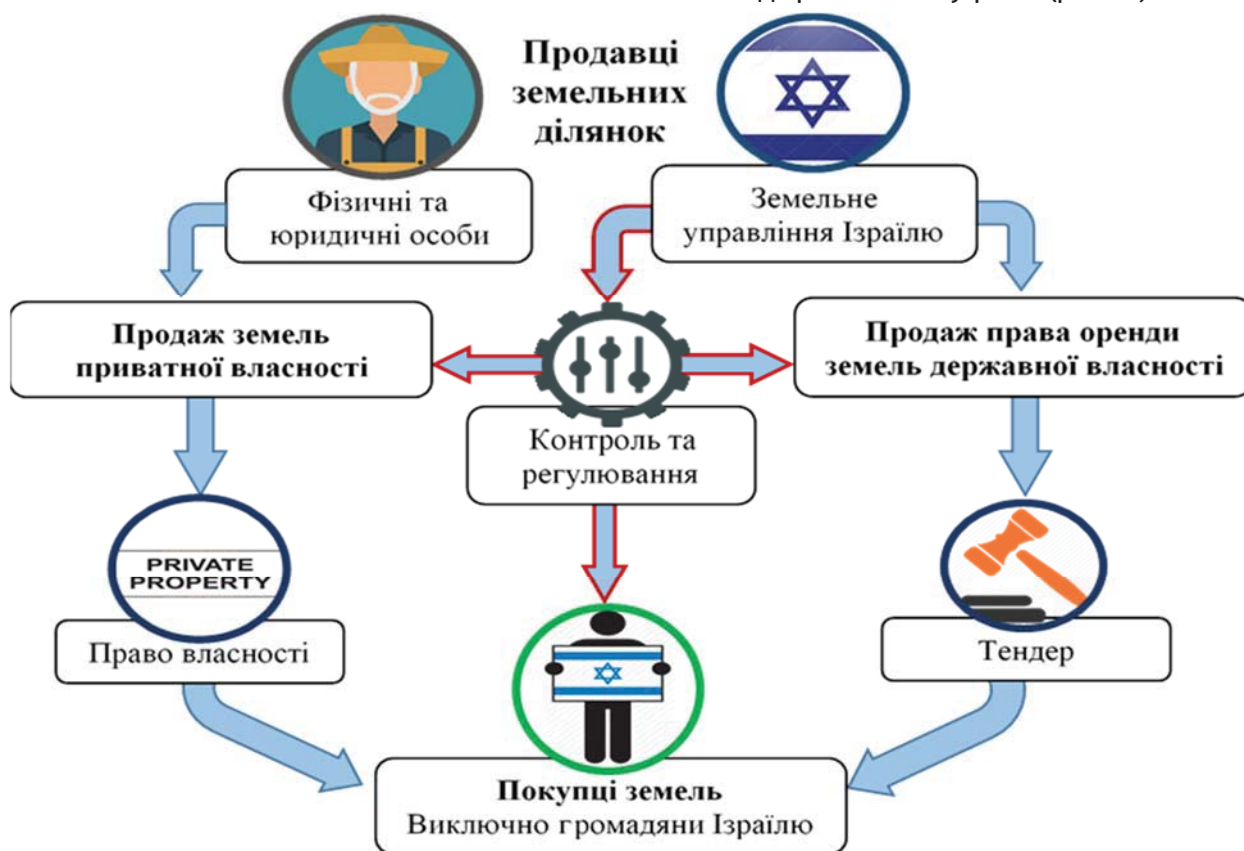 Продавці
земельних
ділянок
Фізичні та
юридичні особи
Земельне
управління Ізраїлю
Продаж земель
приватної власності
Продаж права оренди
земель державної власності
Контроль та
регулювання
PRIVATE
PROPERTY
Право власності
Тендер
Покупці земель
Виключно громадяни Ізраїлю